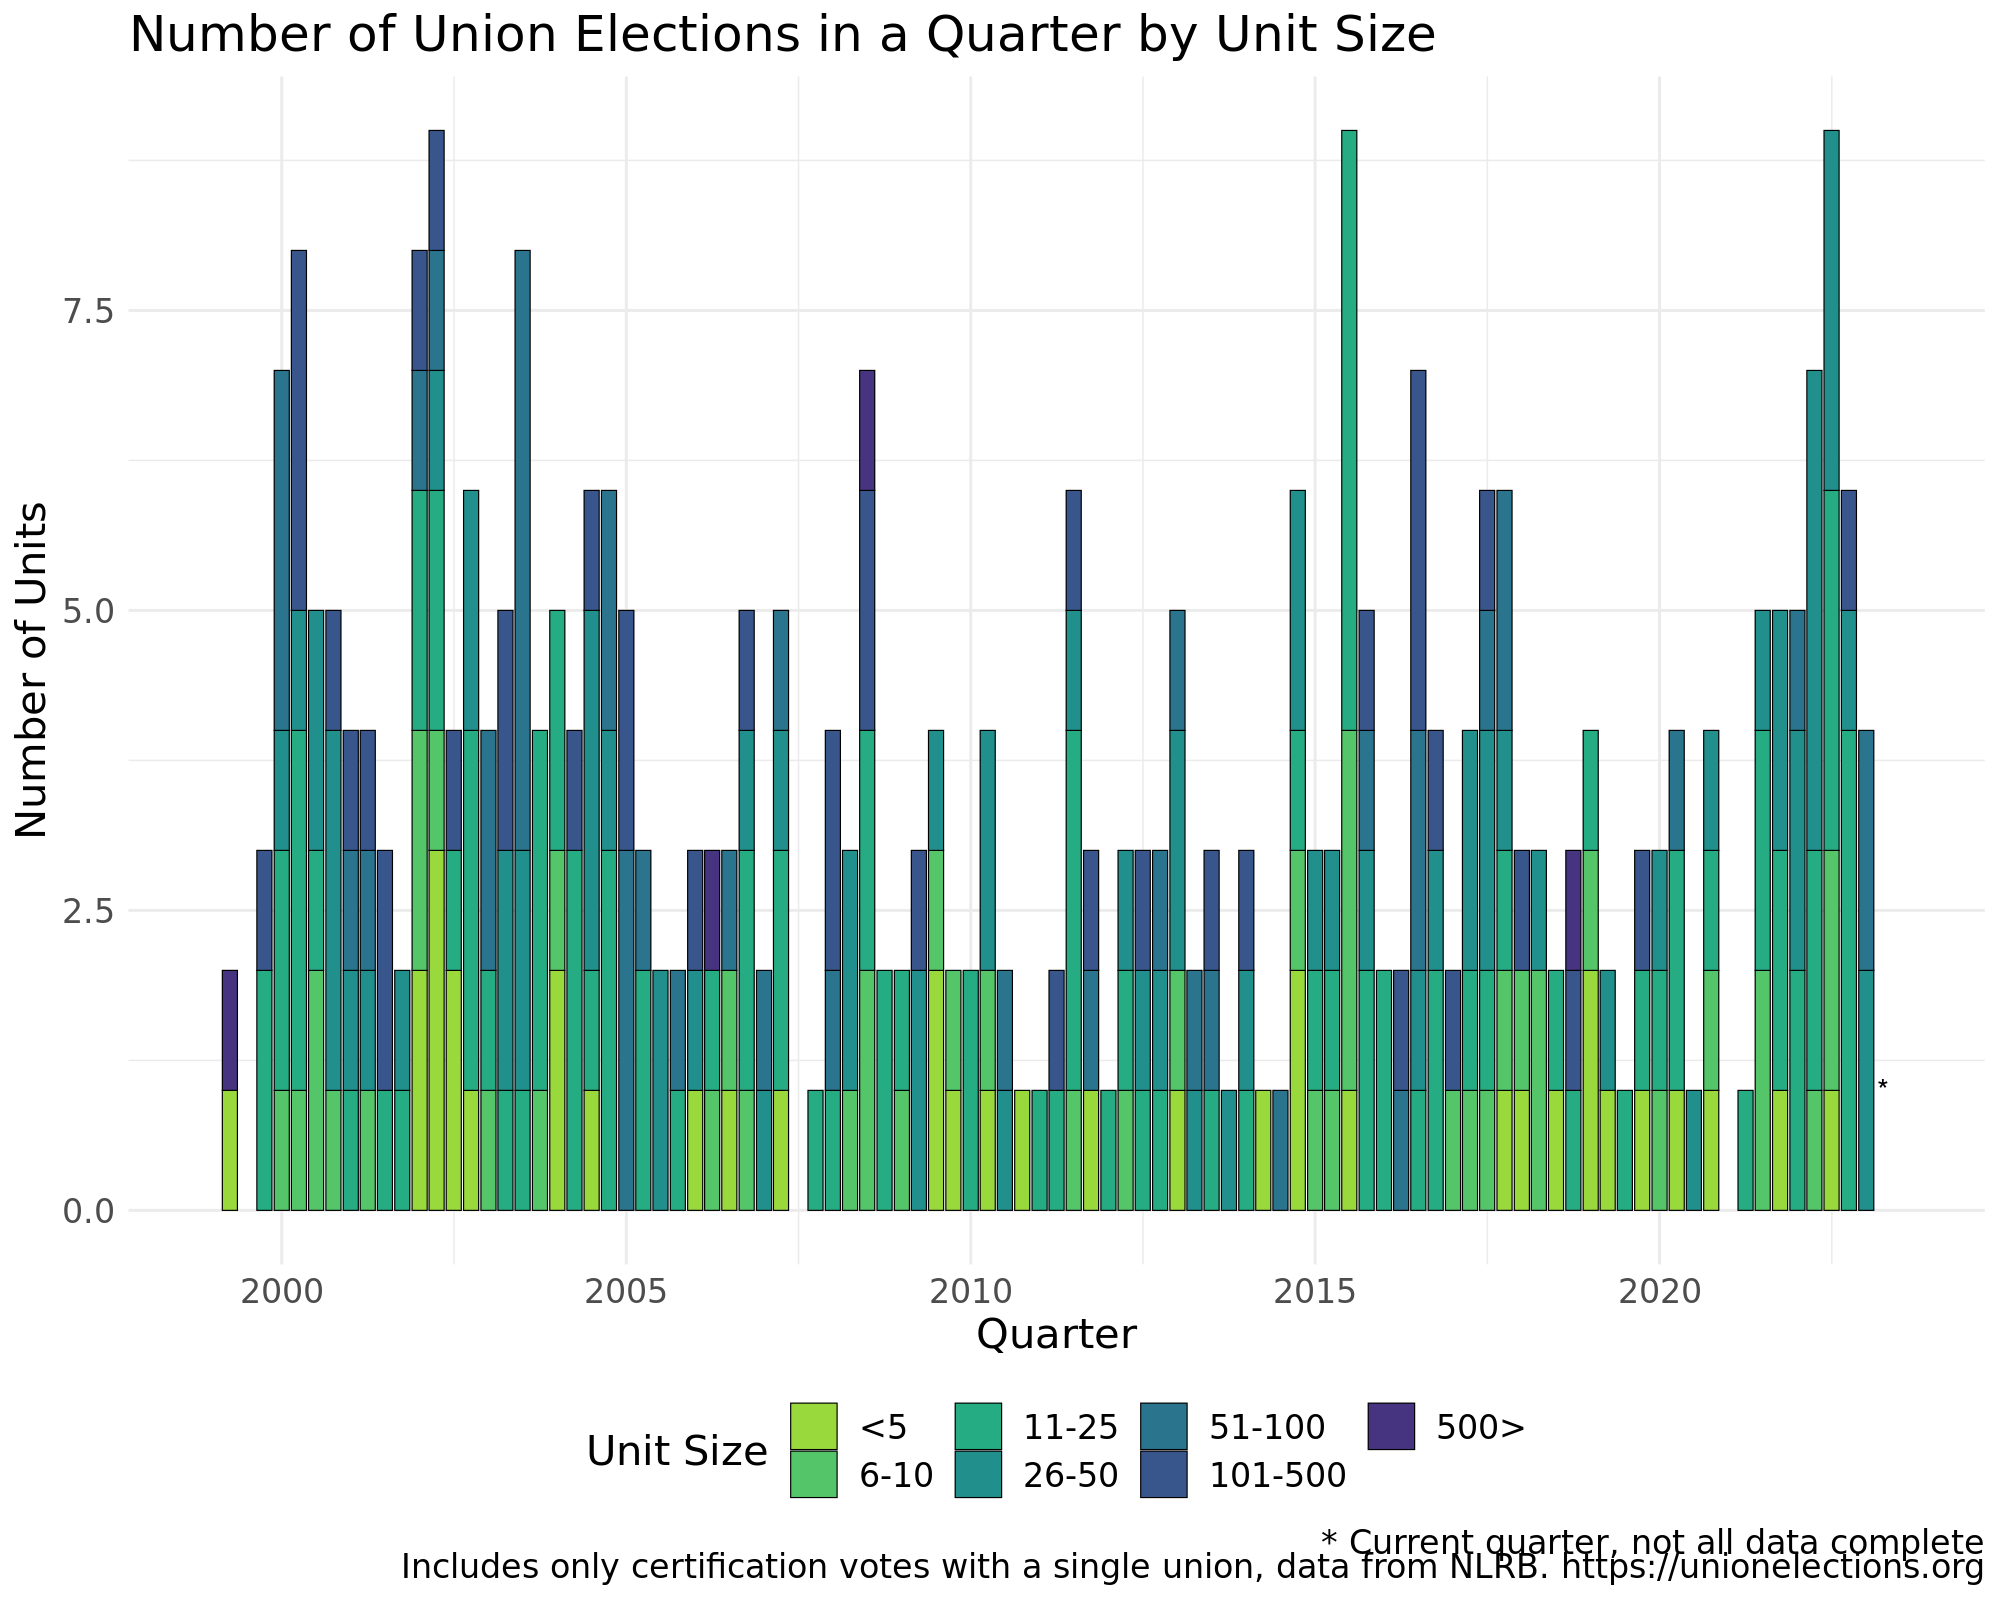 Number of Union Elections in a Quarter by Unit Size
Number of Units
7.5
5.0
2.5
0.0
*
2000 2005 2010 2015 2020
Quarter
Unit Size
<5 11-25 51-100 500>
6-10 26-50 101-500
* Current quarter, not all data complete
Includes only certification votes with a single union, data from NLRB. https://unionelections.org